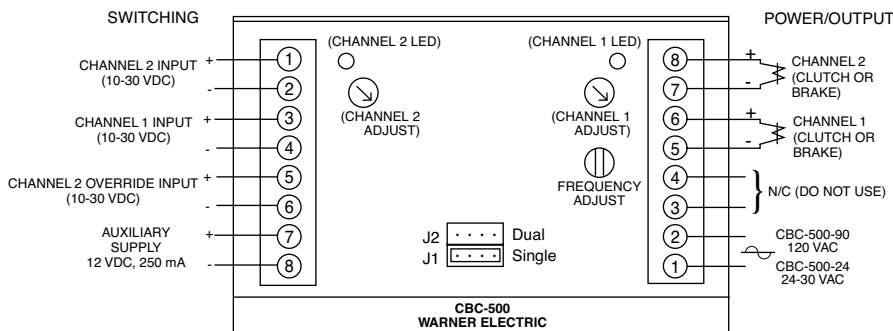 SWITCHING
POWER/OUTPUT
CHANNEL 2 INPUT
(10-30 VDC)
+
-
CHANNEL 1 INPUT
(10-30 VDC)
+
-
CHANNEL 2 OVERRIDE INPUT
(10-30 VDC)
+
-
AUXILIARY
SUPPLY
12 VDC, 250 mA
+
-
1
2
3
4
5
6
7
8
(CHANNEL 2 LED)
(CHANNEL 2
ADJUST)
(CHANNEL 1 LED)
(CHANNEL 1
ADJUST)
FREQUENCY
ADJUST
J2 Dual
J1 Single
8
7
6
5
4
3
2
1
+
-
CHANNEL 2
(CLUTCH OR
BRAKE)
+
-
CHANNEL 1
(CLUTCH OR
BRAKE)
N/C (DO NOT USE)
CBC-500-90
120 VAC
CBC-500-24
24-30 VAC
CBC-500
WARNER ELECTRIC